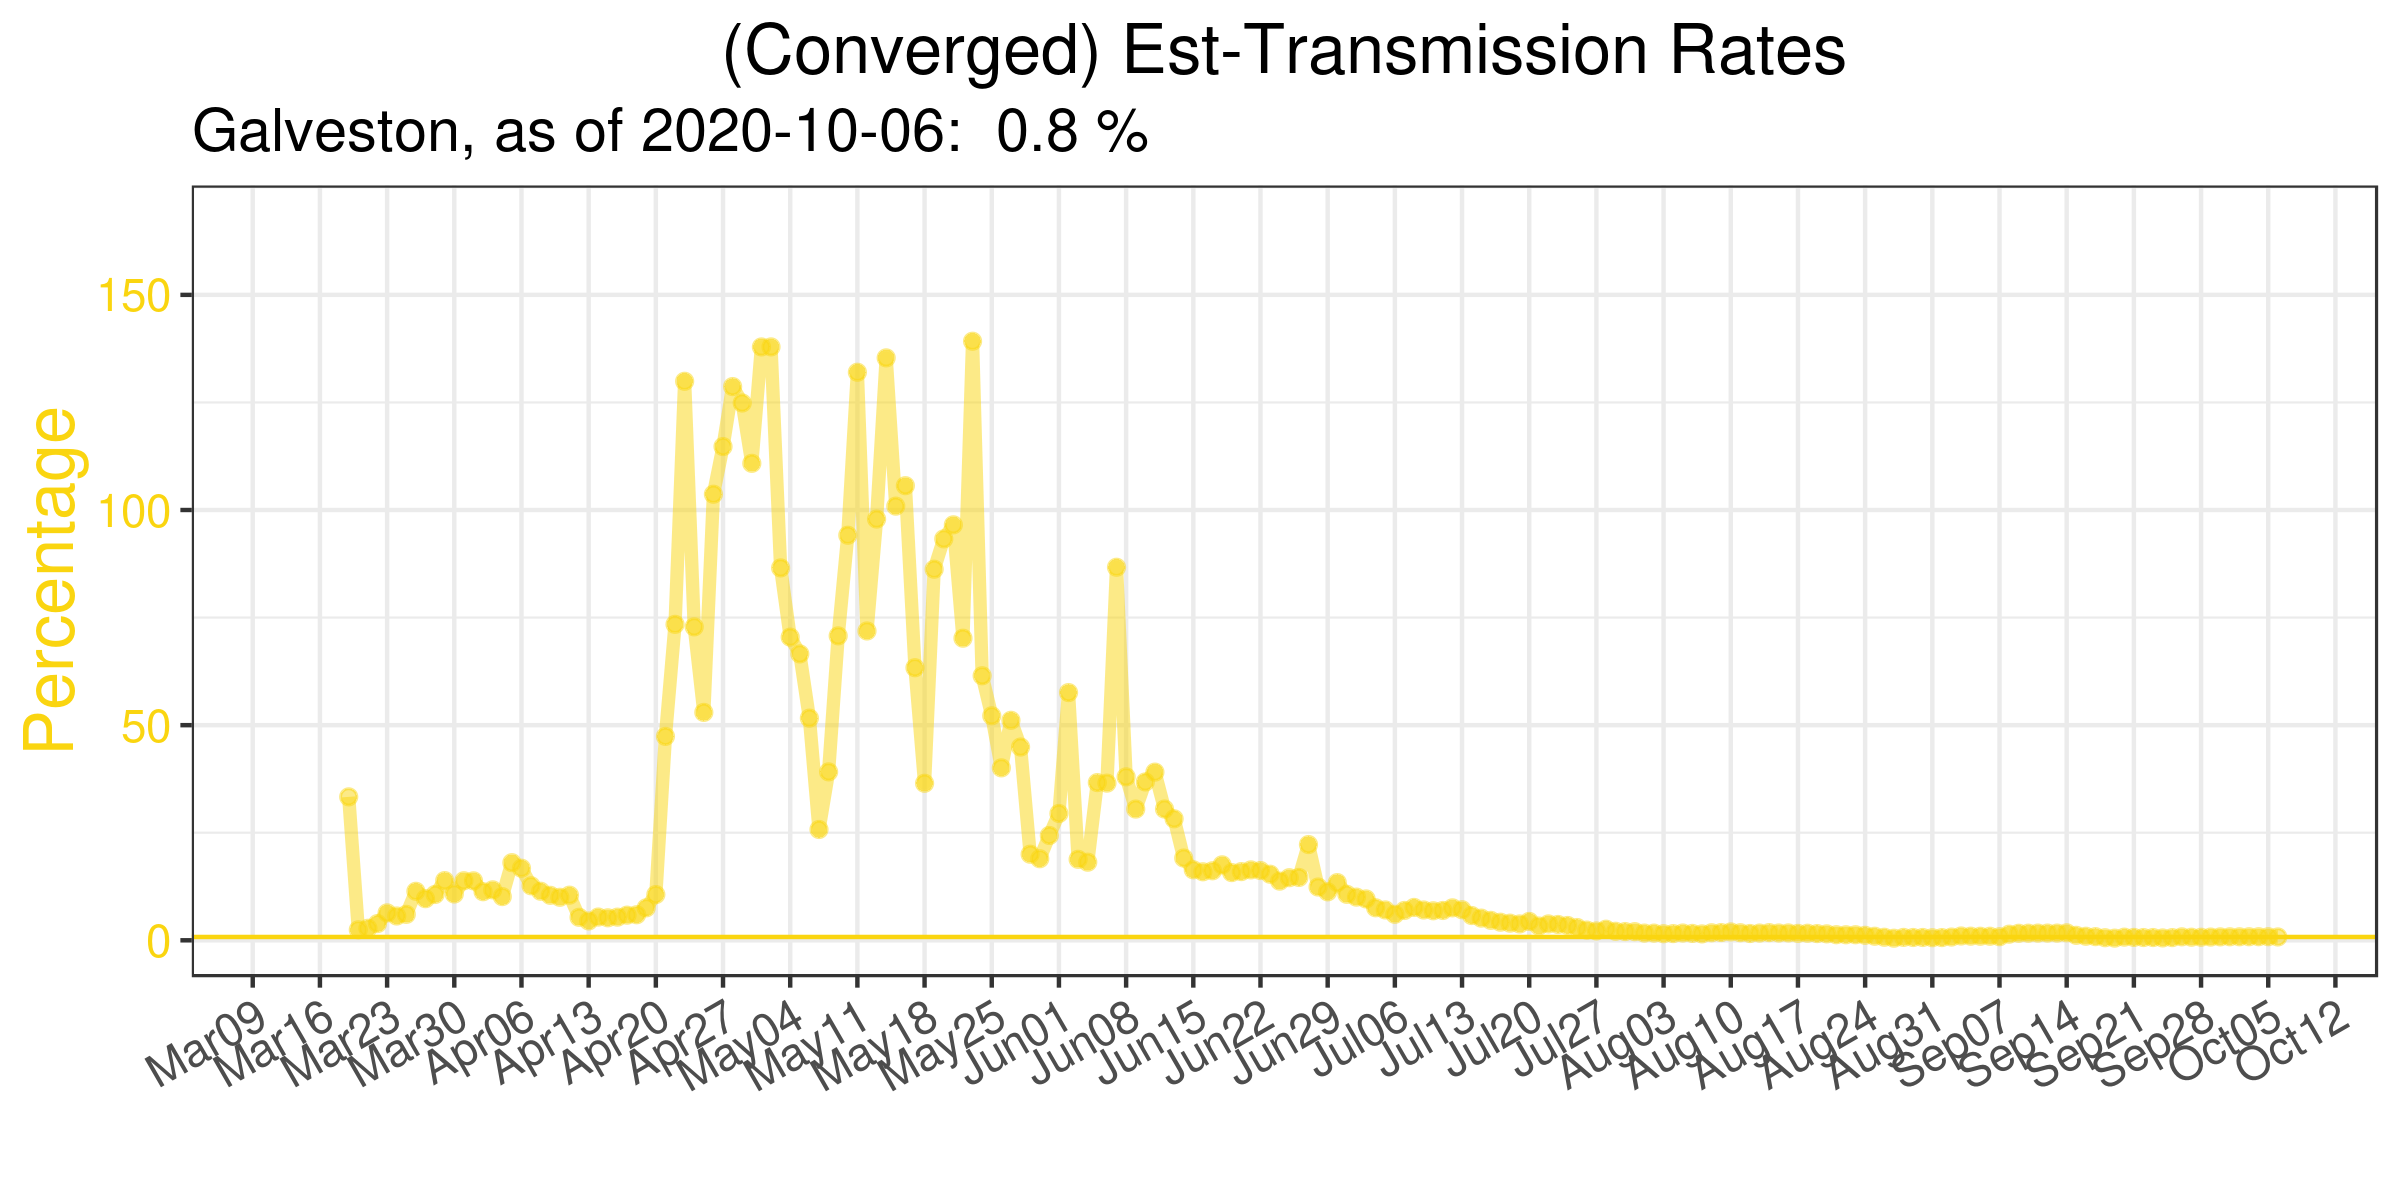 (Converged) Est-Transmission Rates
Galveston, as of 2020-10-06:  0.8 %
Percentage
150
100
50
0
Mar09
Mar16
Mar23
Mar30
Apr06
Apr13
Apr20
Apr27
May04
May11
May18
May25
Jun01
Jun08
Jun15
Jun22
Jun29
Jul06
Jul13
Jul20
Jul27
Aug03
Aug10
Aug17
Aug24
Aug31
Sep07
Sep14
Sep21
Sep28
Oct05
Oct12